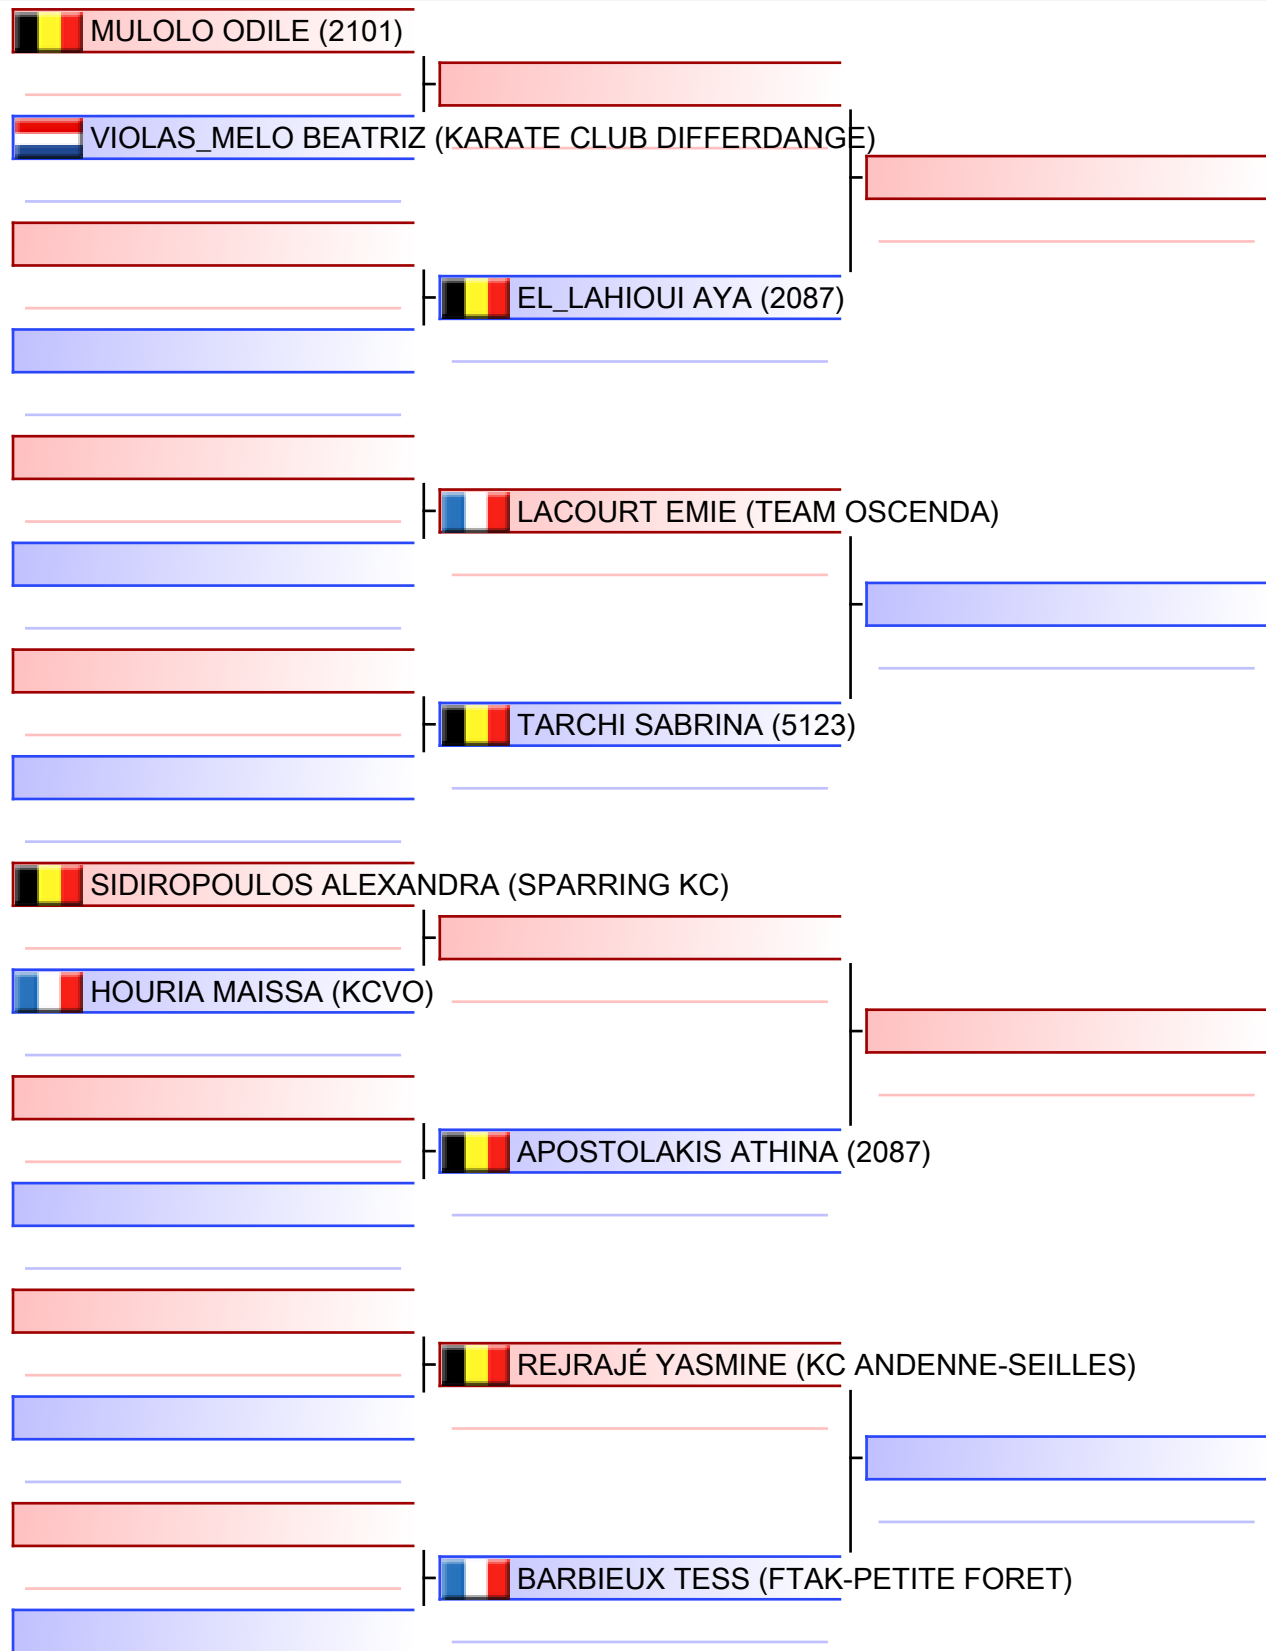 MULOLO ODILE (2101)
VIOLAS_MELO BEATRIZ (KARATE CLUB DIFFERDANGE)
EL_LAHIOUI AYA (2087)
LACOURT EMIE (TEAM OSCENDA)
TARCHI SABRINA (5123)
SIDIROPOULOS ALEXANDRA (SPARRING KC)
HOURIA MAISSA (KCVO)
APOSTOLAKIS ATHINA (2087)
REJRAJÉ YASMINE (KC ANDENNE-SEILLES)
BARBIEUX TESS (FTAK-PETITE FORET)